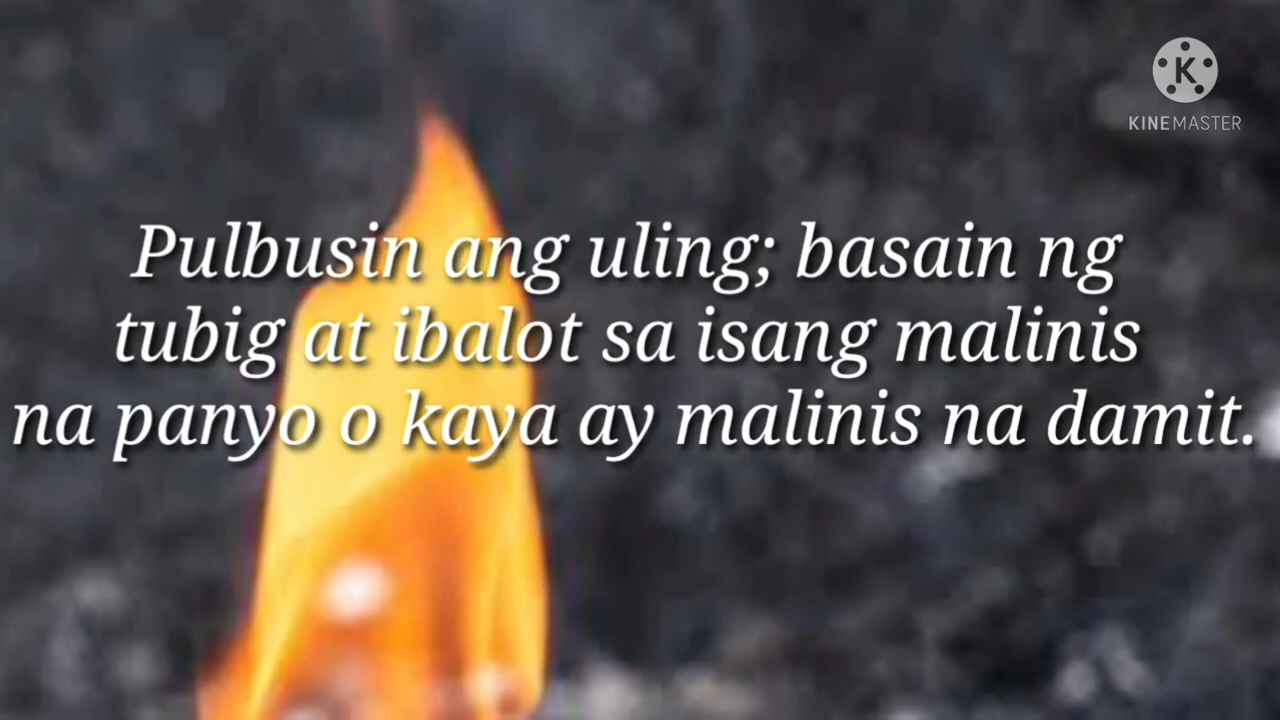 KINEMASTER
Pulbusin ang uling; basain ng
tubig at ibalot sa isang malinis
na panyo o kaya ay malinis na damit.